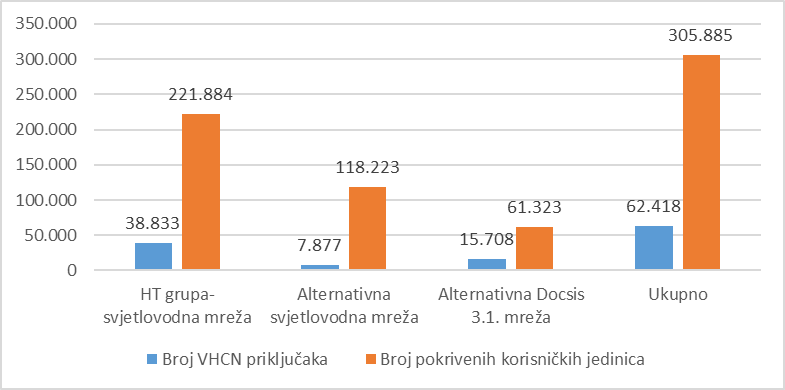 350.000
300.000
250.000
200.000
150.000
100.000
50.000
0
38.833
221.884
7.877
118.223
15.708
61.323
62.418
305.885
HT grupa-
svjetlovodna mreža
Alternativna
svjetlovodna mreža
Alternativna Docsis
3.1. mreža
Ukupno
Broj VHCN priključaka
Broj pokrivenih korisničkih jedinica